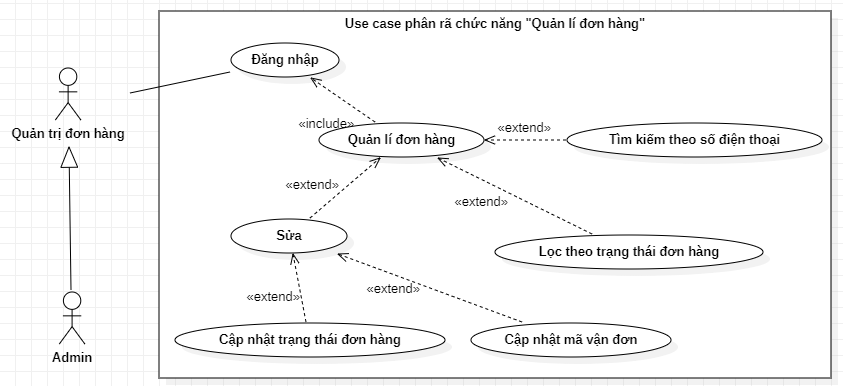 Use case phân rã chức năng "Quản lí đơn hàng"
Đăng nhập
Quản trị đơn hàng
«include»
Quản lí đơn hàng
«extend»
Tìm kiếm theo số điện thoại
«extend»
«extend»
Sửa
Lọc theo trạng thái đơn hàng
«extend»
«extend»
Cập nhật trạng thái đơn hàng
Cập nhật mã vận đơn
Admin